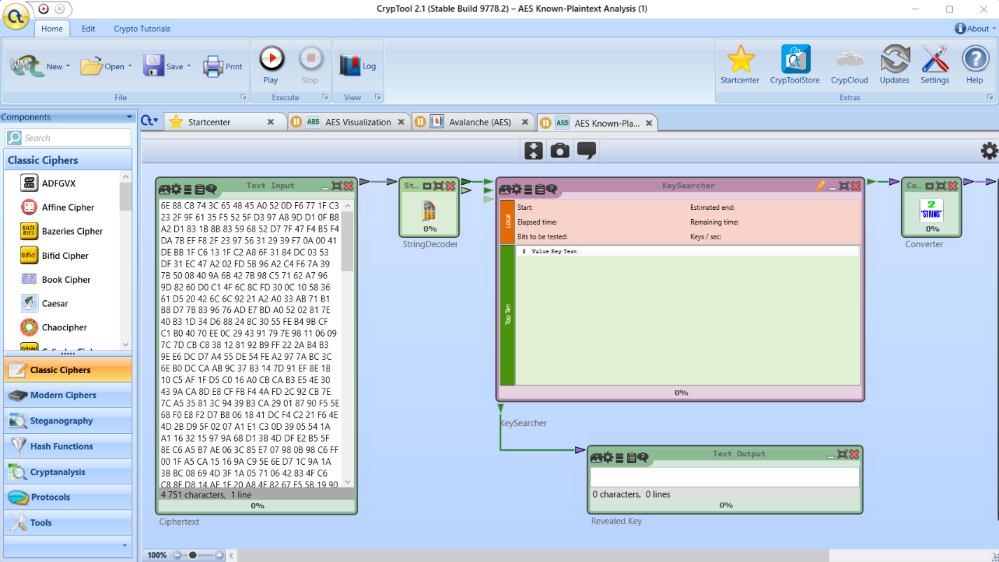 CrypTool 2.1 (Stable Build 9778.2) – AES Known-Plaintext Analysis (1)
Home Edit Crypto Tutorials About
New Open Save Print Play Stop Log Startcenter CrypToolStore CrypCloud Updates Settings Help
File Execute View Extras
Components
Startcenter AES AES Visualization Avalanche (AES) AES AES Known-Pla...
Search
Classic Ciphers
ADFGVX
Affine Cipher
Bazeries Cipher
Bifid Cipher
Book Cipher
Caesar
Chaocipher
Classic Ciphers
Modern Ciphers
Steganography
Hash Functions
Cryptanalysis
Protocols
Tools
Text Input
6E 88 C8 74 3C 65 48 45 A0 52 0D F6 77 1F C3
23 2F 9F 61 35 F5 52 5F D3 97 A8 9D D1 0F B8
A2 D1 83 1B 8B 83 59 68 52 D7 7F 47 F4 B5 F4
DA 7B EF F8 2F 23 97 56 31 29 39 F7 0A 00 41
DE BB 1F C6 13 1F C2 A8 6F 31 84 DC 03 53
DF 31 EC 47 A2 02 FD 5B 96 A2 C4 F6 7A 39
7B 50 08 40 9A 6B 42 7B 98 C5 71 62 A7 96
9D 82 60 D0 C1 4F 6C 8C FD 30 0C 10 58 36
61 D5 20 42 6C 6C 92 21 A2 A0 33 AB 71 B1
B8 D7 7B 83 96 76 AD E7 BD A0 52 02 81 7E
40 B3 1D 34 D6 88 24 8C 30 55 FE B4 9B CF
C1 B0 40 70 EE 0C 29 43 91 79 7E 98 11 06 09
7C 7D CB C8 38 12 81 92 B9 FF 22 2A B4 B3
9E E6 DC D7 A4 55 DE 54 FE A2 97 7A BC 3C
6E B0 DC CA AB 9C 37 B3 14 7D 91 EF 8E 1B
10 C5 AF 1F D5 C0 16 A0 CB CA B3 E5 4E 30
43 9A CA 8D E8 CF FB F4 4A FD 2C 92 CB 7E
7C A5 35 81 3C 94 39 B3 CA 29 01 87 90 F5 5E
68 F0 E8 F2 D7 B8 06 18 41 DC F4 C2 21 F6 4E
4D 2B D9 5F 02 07 A1 E1 C3 0D 39 05 54 1A
A1 16 32 15 97 9A 68 D1 3B 4D DF E2 B5 5F
8E C6 A5 B7 AE 06 3C 85 E7 07 98 0B 98 C6 FF
00 1F A5 CA 15 16 9A C9 5E 6E D7 1C 9A 1A
3B BC 08 69 4D 3F 1A 05 71 06 42 83 4F C6
C8 8F D8 14 AF 1F 20 A8 4F 82 67 F5 5B 19 90
4 751 characters, 1 line
0%
Ciphertext
St...
0%
StringDecoder
KeySearcher
Local
Start: Estimated end:
Elapsed time: Remaining time:
Bits to be tested: Keys / sec:
Top Ten
# Value Key Text
0%
KeySearcher
Co...
2
"STRING"
0%
Converter
Text Output
0 characters, 0 lines
0%
Revealed Key
100%